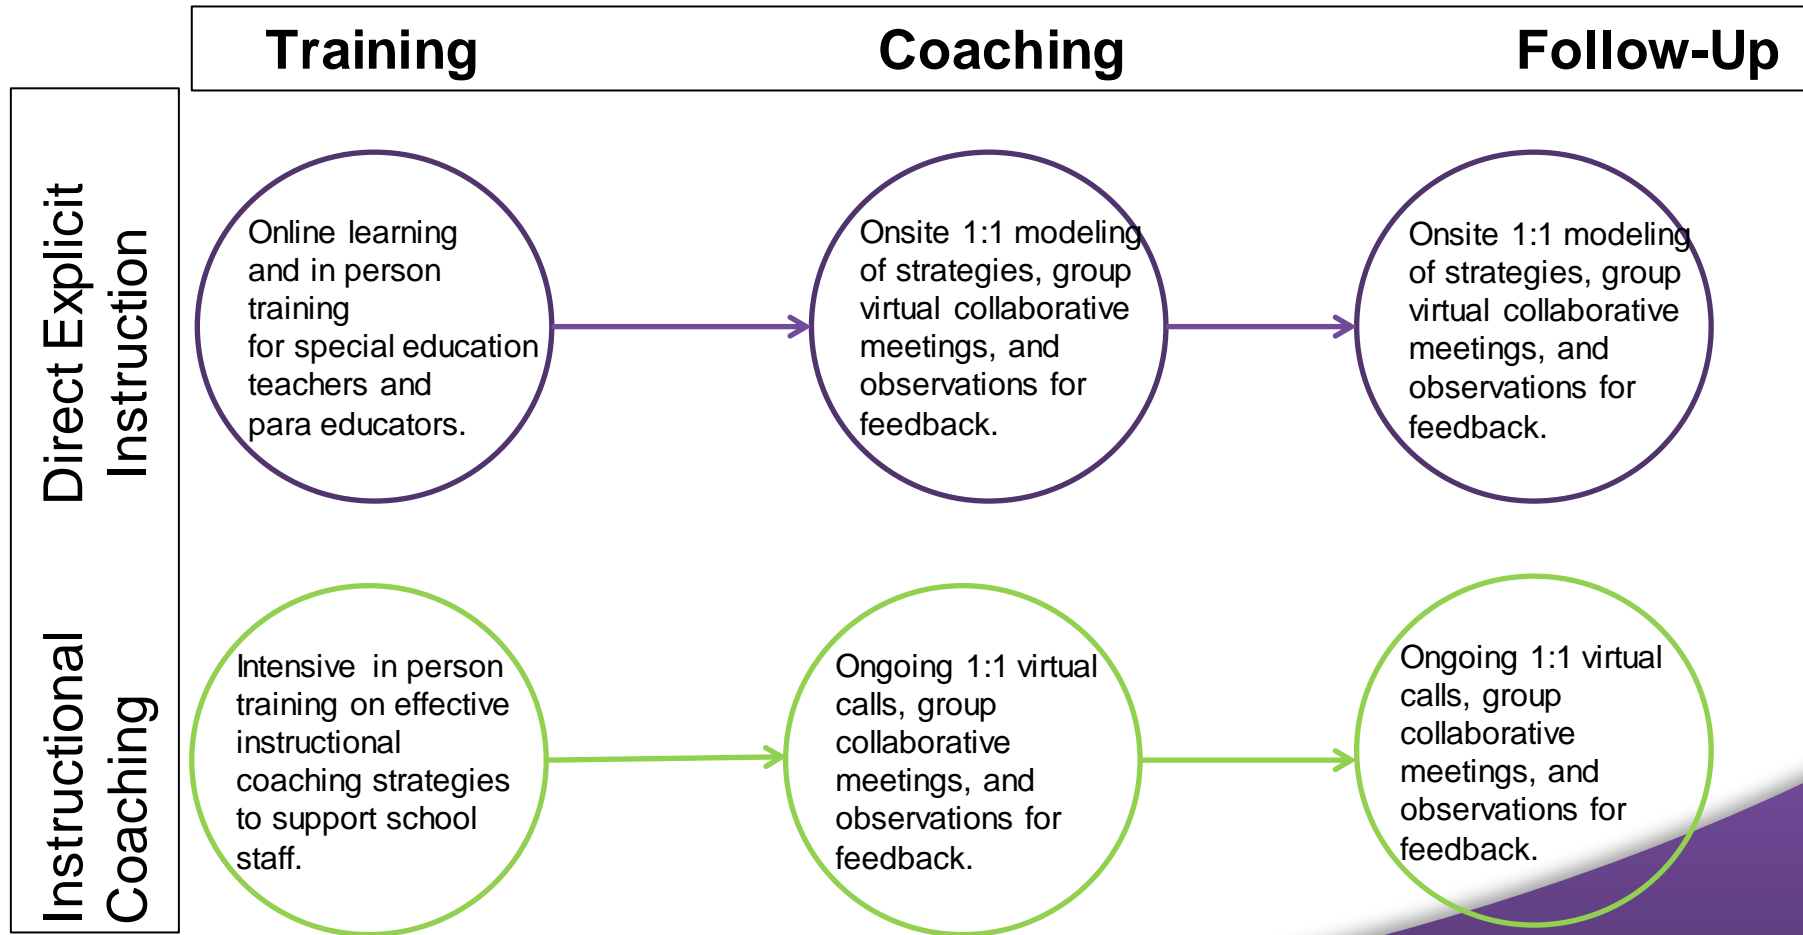 Training Coaching Follow-Up
Direct Explicit
Instruction
Online learning
and in person
training
for special education
teachers and
para educators.
Onsite 1:1 modeling
of strategies, group
virtual collaborative
meetings, and
observations for
feedback.
Onsite 1:1 modeling
of strategies, group
virtual collaborative
meetings, and
observations for
feedback.
Instructional
Coaching
Intensive in person
training on effective
instructional
coaching strategies
to support school
staff.
Ongoing 1:1 virtual
calls, group
collaborative
meetings, and
observations for
feedback.
Ongoing 1:1 virtual
calls, group
collaborative
meetings, and
observations for
feedback.